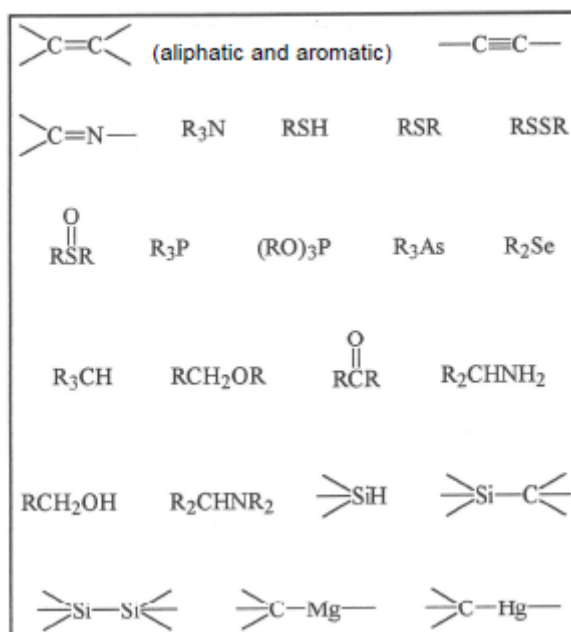 C=C (aliphatic and aromatic) —C≡C—
C=N— R₃N RSH RSR RSSR
O
RSR R₃P (RO)₃P R₃As R₂Se
O
R₃CH RCH₂OR RCR R₂CHNH₂
RCH₂OH R₂CHNR₂ SiH Si—C
Si—Si C—Mg— C—Hg—